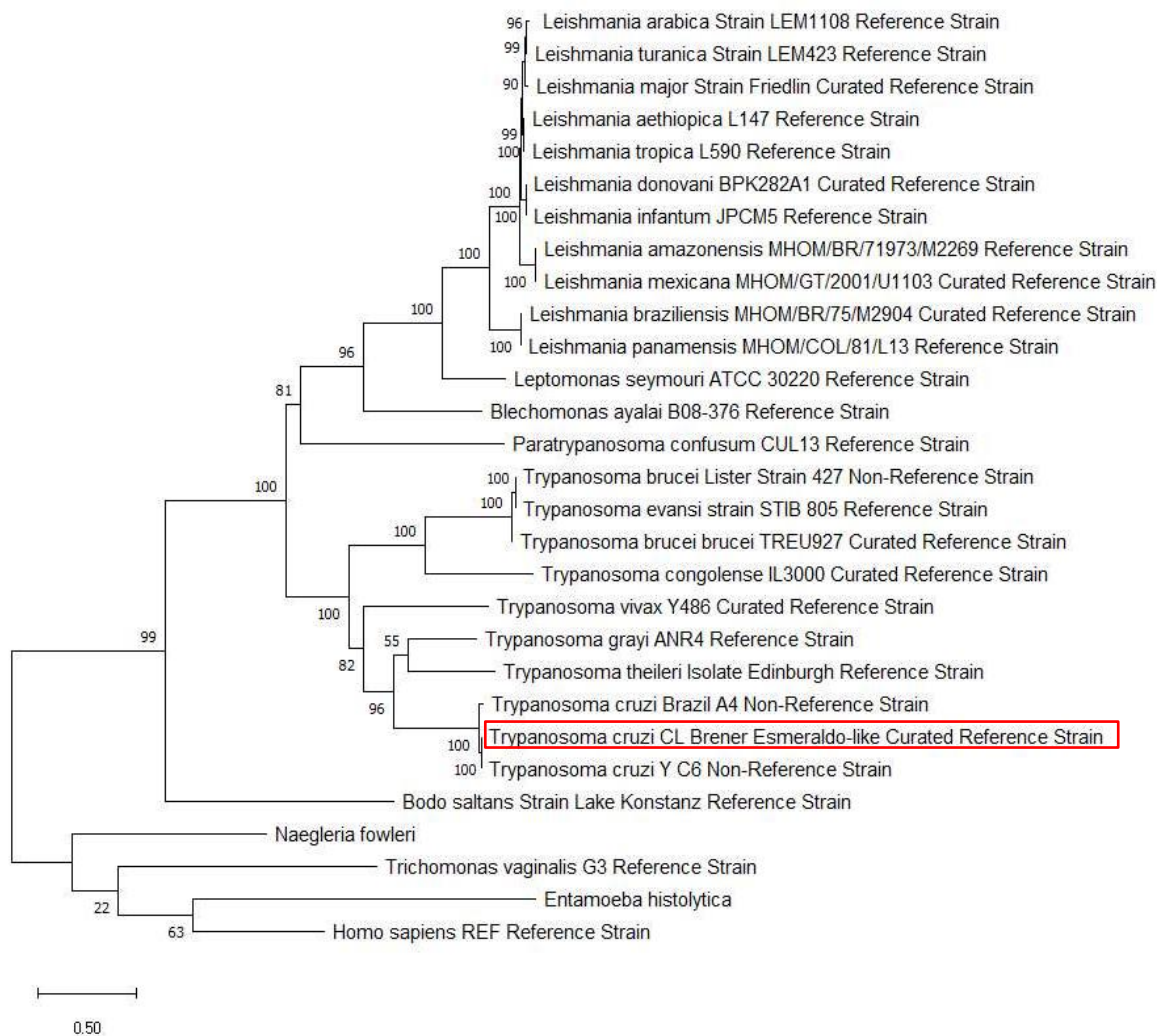 96
Leishmania arabica Strain LEM1108 Reference Strain
99
Leishmania turanica Strain LEM423 Reference Strain
90
Leishmania major Strain Friedlin Curated Reference Strain
Leishmania aethiopica L147 Reference Strain
99
100
Leishmania tropica L590 Reference Strain
Leishmania donovani BPK282A1 Curated Reference Strain
100
100
Leishmania infantum JPCM5 Reference Strain
Leishmania amazonensis MHOM/BR/71973/M2269 Reference Strain
100
100
Leishmania mexicana MHOM/GT/2001/U1103 Curated Reference Strain
100
Leishmania braziliensis MHOM/BR/75/M2904 Curated Reference Strain
100
Leishmania panamensis MHOM/COL/81/L13 Reference Strain
96
Leptomonas seymouri ATCC 30220 Reference Strain
81
Blechomonas ayalai B08-376 Reference Strain
Paratrypanosoma confusum CUL13 Reference Strain
100
100
Trypanosoma brucei Lister Strain 427 Non-Reference Strain
100
Trypanosoma evansi strain STIB 805 Reference Strain
100
Trypanosoma brucei brucei TREU927 Curated Reference Strain
Trypanosoma congolense IL3000 Curated Reference Strain
100
Trypanosoma vivax Y486 Curated Reference Strain
99
55
Trypanosoma grayi ANR4 Reference Strain
82
Trypanosoma theileri Isolate Edinburgh Reference Strain
96
Trypanosoma cruzi Brazil A4 Non-Reference Strain
100
Trypanosoma cruzi CL Brener Esmeraldo-like Curated Reference Strain
100
Trypanosoma cruzi Y C6 Non-Reference Strain
Bodo saltans Strain Lake Konstanz Reference Strain
Naegleria fowleri
Trichomonas vaginalis G3 Reference Strain
22
Entamoeba histolytica
63
Homo sapiens REF Reference Strain
0.50